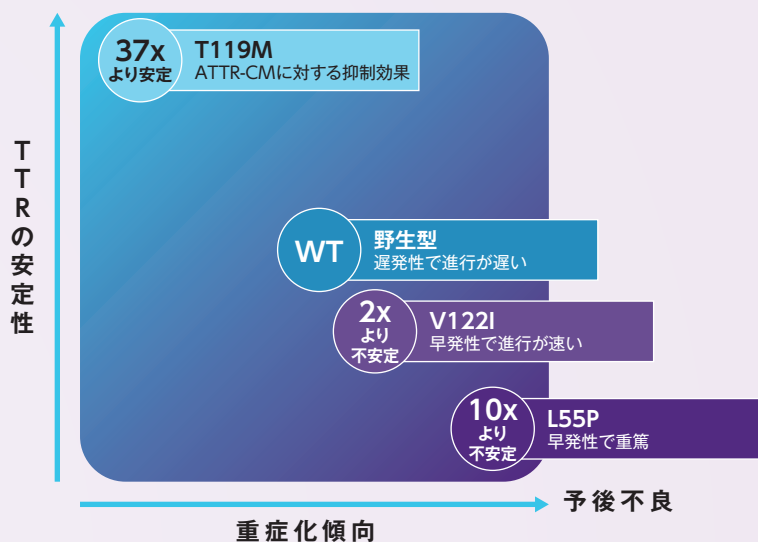 37x
より安定
T119M
ATTR-CMに対する抑制効果
TTRの安定性
WT
野生型
遅発性で進行が遅い
2x
より
不安定
V122I
早発性で進行が速い
10x
より
不安定
L55P
早発性で重篤
予後不良
重症化傾向